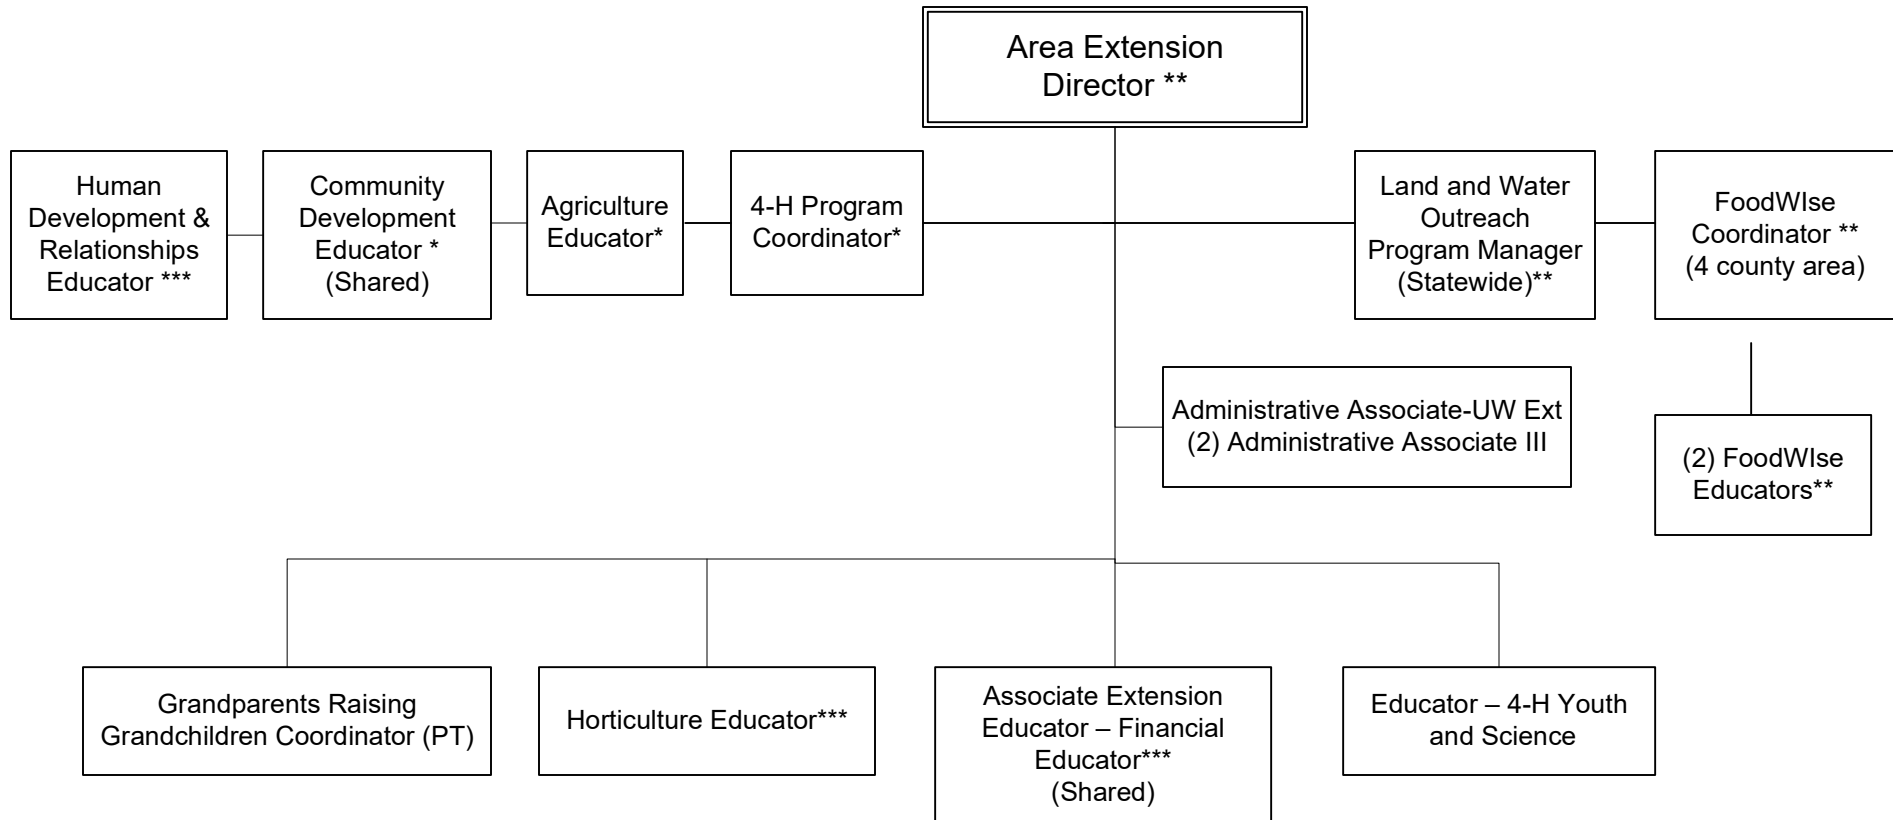 Area Extension
Director **
Human
Development &
Relationships
Educator ***
Community
Development
Educator *
(Shared)
Agriculture
Educator*
4-H Program
Coordinator*
Land and Water
Outreach
Program Manager
(Statewide)**
FoodWIse
Coordinator **
(4 county area)
Administrative Associate-UW Ext
(2) Administrative Associate III
(2) FoodWIse
Educators**
Grandparents Raising
Grandchildren Coordinator (PT)
Horticulture Educator***
Associate Extension
Educator – Financial
Educator***
(Shared)
Educator – 4-H Youth
and Science